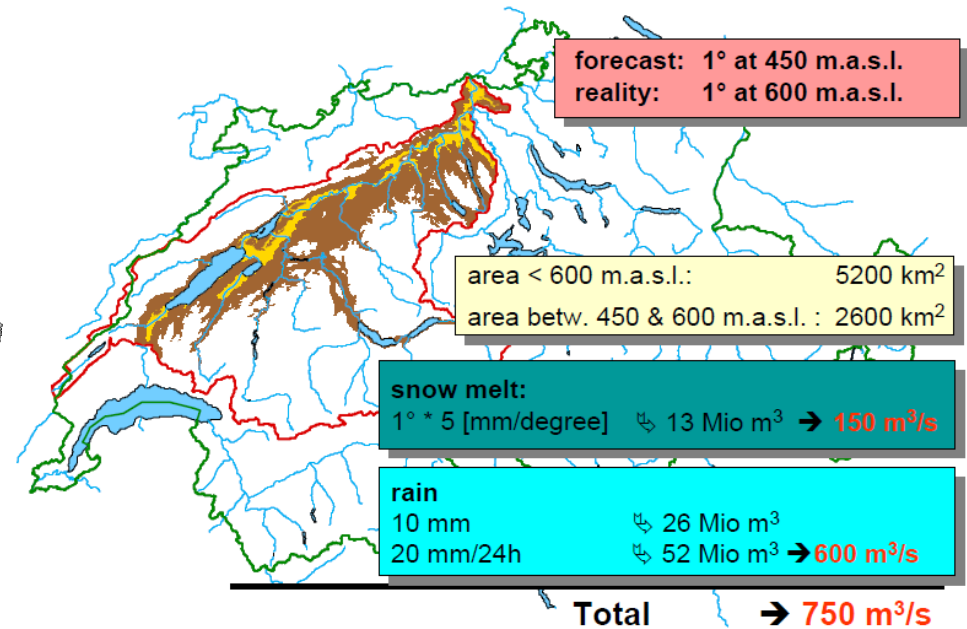 forecast: 1° at 450 m.a.s.l.
reality: 1° at 600 m.a.s.l.
area < 600 m.a.s.l.: 5200 km²
area betw. 450 & 600 m.a.s.l. : 2600 km²
snow melt:
1° * 5 [mm/degree] ↳ 13 Mio m³ → 150 m³/s
rain
10 mm ↳ 26 Mio m³
20 mm/24h ↳ 52 Mio m³ → 600 m³/s
Total → 750 m³/s